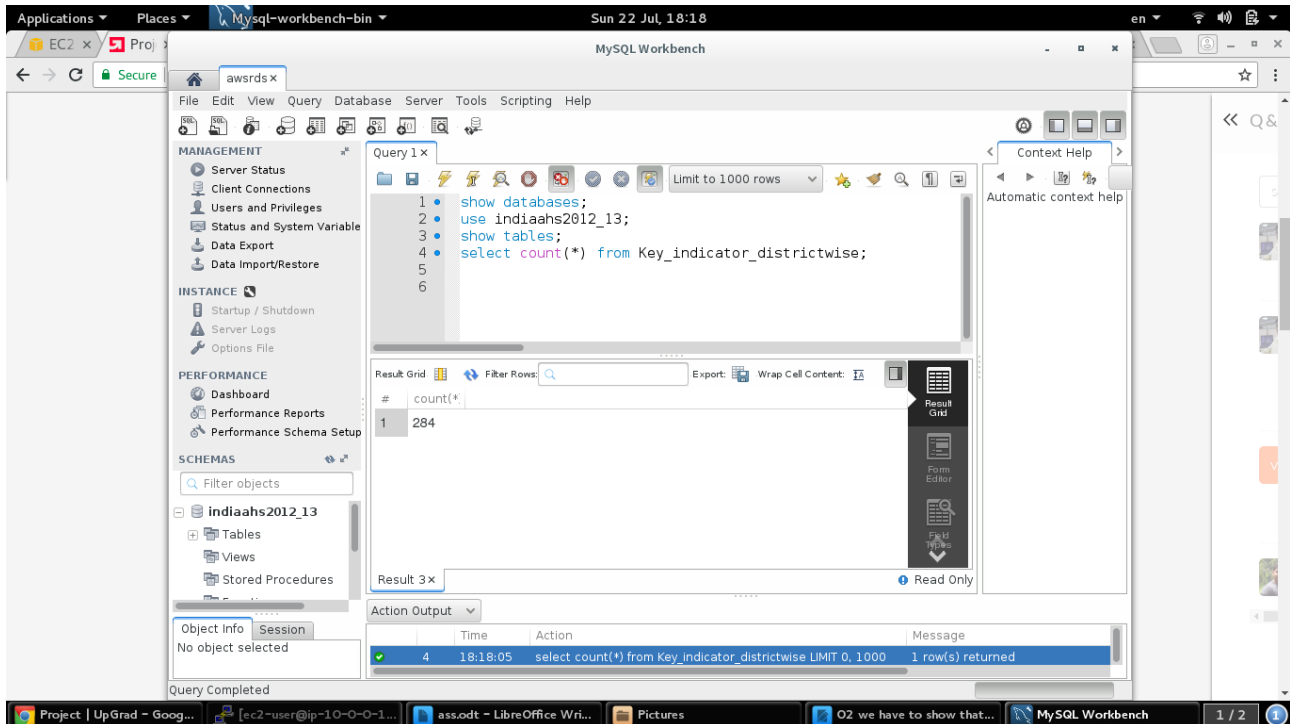 Applications Places Mysql-workbench-bin Sun 22 Jul, 18:18 en
EC2 × Proj
MySQL Workbench
Secure
awsrds ×
File Edit View Query Database Server Tools Scripting Help
Q &
MANAGEMENT
Server Status
Client Connections
Users and Privileges
Status and System Variable
Data Export
Data Import/Restore
INSTANCE
Startup / Shutdown
Server Logs
Options File
PERFORMANCE
Dashboard
Performance Reports
Performance Schema Setup
SCHEMAS
Filter objects
indiaahs2012_13
Tables
Views
Stored Procedures
Object Info Session
No object selected
Query 1 ×
Limit to 1000 rows
1 show databases;
2 use indiaahs2012_13;
3 show tables;
4 select count(*) from Key_indicator_districtwise;
5
6
Result Grid Filter Rows: Export: Wrap Cell Content:
# count(*
1 284
Result Grid
Form Editor
Field Types
Result 3 × Read Only
Context Help
Automatic context help
Action Output
Time Action Message
4 18:18:05 select count(*) from Key_indicator_districtwise LIMIT 0, 1000 1 row(s) returned
Query Completed
Project | UpGrad – Goog... [ec2-user@ip-10-0-0-1... ass.odt – LibreOffice Wri... Pictures 02 we have to show that... MySQL Workbench 1 / 2 1